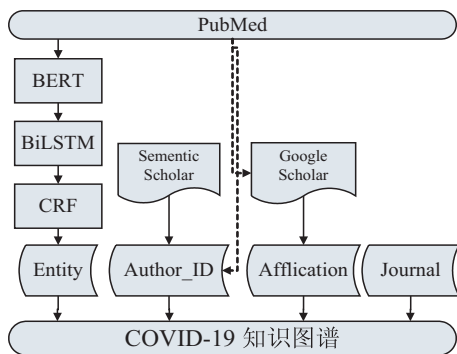 PubMed
BERT
BiLSTM
CRF
Sementic
Scholar
Google
Scholar
Entity
Author_ID
Afflication
Journal
COVID-19 知识图谱